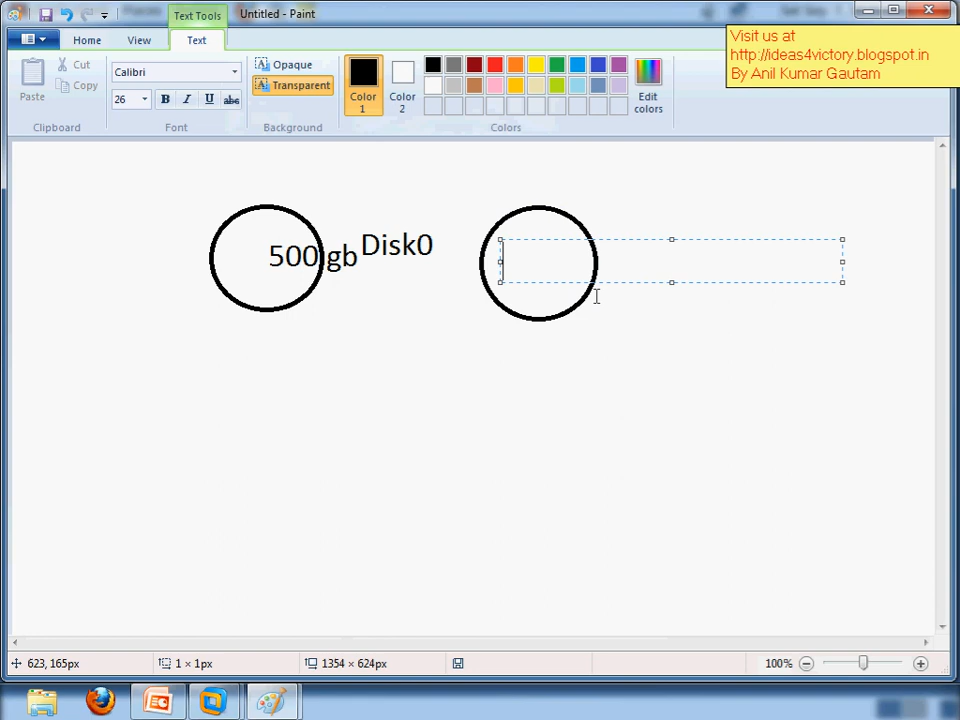 Text Tools
Untitled - Paint
Home
View
Text
Visit us at
http://ideas4victory.blogspot.in
By Anil Kumar Gautam
Paste
Cut
Copy
Clipboard
Calibri
26
B I U abc
Font
Opaque
Transparent
Background
Color
1
Color
2
Edit
colors
Colors
500 gb
Disk0
623, 165px
1 × 1px
1354 × 624px
100%